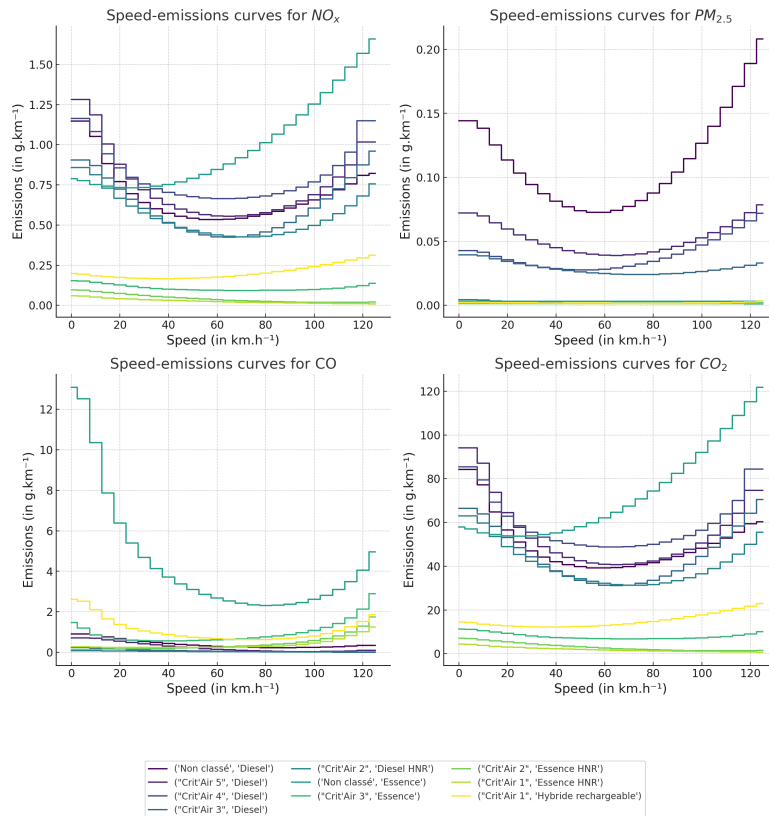 Speed-emissions curves for NOₓ
Emissions (in g.km⁻¹)
1.50
1.25
1.00
0.75
0.50
0.25
0.00
0 20 40 60 80 100 120
Speed (in km.h⁻¹)
Speed-emissions curves for PM₂.₅
Emissions (in g.km⁻¹)
0.20
0.15
0.10
0.05
0.00
0 20 40 60 80 100 120
Speed (in km.h⁻¹)
Speed-emissions curves for CO
Emissions (in g.km⁻¹)
12
10
8
6
4
2
0
0 20 40 60 80 100 120
Speed (in km.h⁻¹)
Speed-emissions curves for CO₂
Emissions (in g.km⁻¹)
120
100
80
60
40
20
0
0 20 40 60 80 100 120
Speed (in km.h⁻¹)
('Non classé', 'Diesel')
("Crit'Air 5", 'Diesel')
("Crit'Air 4", 'Diesel')
("Crit'Air 3", 'Diesel')
("Crit'Air 2", 'Diesel HNR')
('Non classé', 'Essence')
("Crit'Air 3", 'Essence')
("Crit'Air 2", 'Essence HNR')
("Crit'Air 1", 'Essence HNR')
("Crit'Air 1", 'Hybride rechargeable')